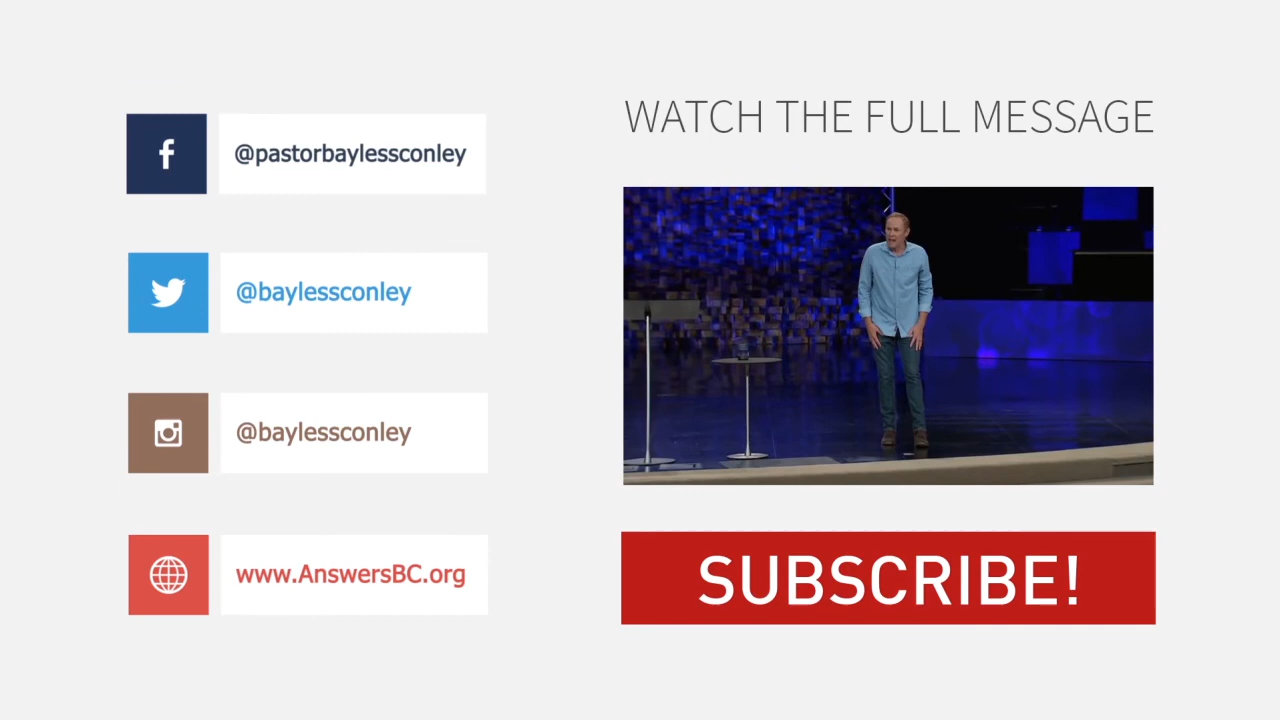 @pastorbaylessconley
@baylessconley
@baylessconley
www.AnswersBC.org
WATCH THE FULL MESSAGE
SUBSCRIBE!